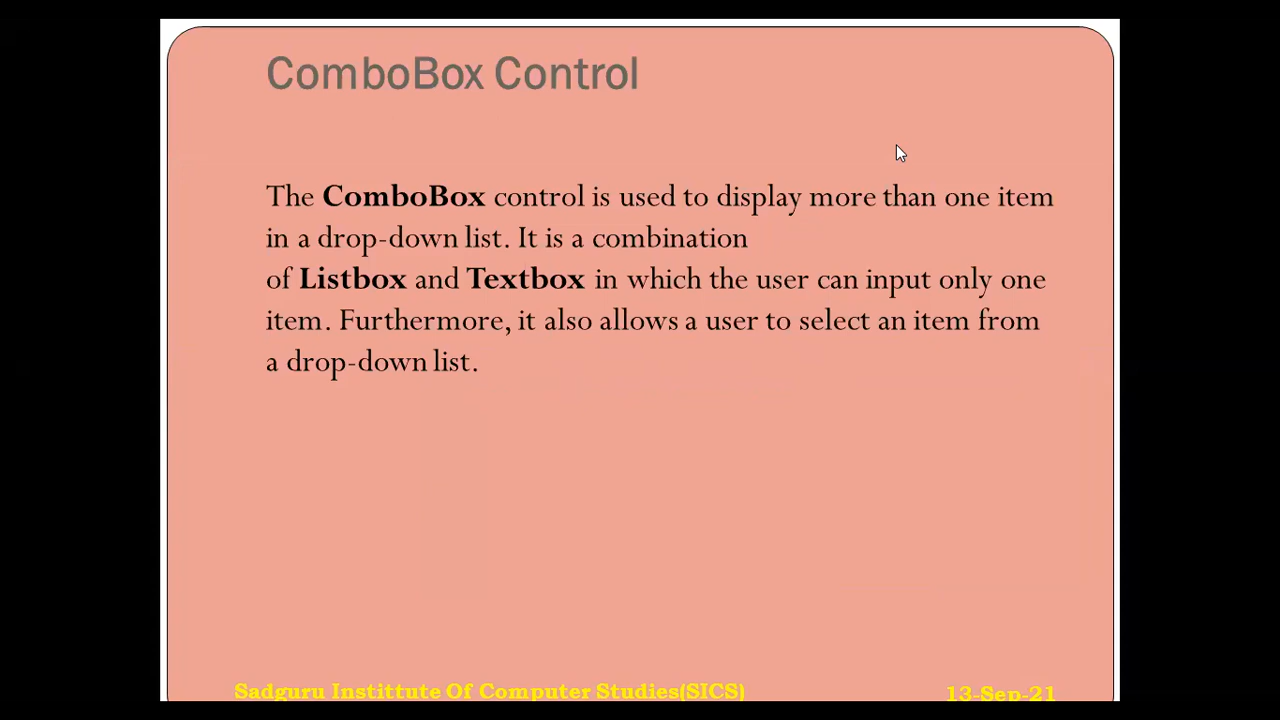 ComboBox Control
The ComboBox control is used to display more than one item
in a drop-down list. It is a combination
of Listbox and Textbox in which the user can input only one
item. Furthermore, it also allows a user to select an item from
a drop-down list.
Sadguru Instittute Of Computer Studies(SICS)
13-Sep-21